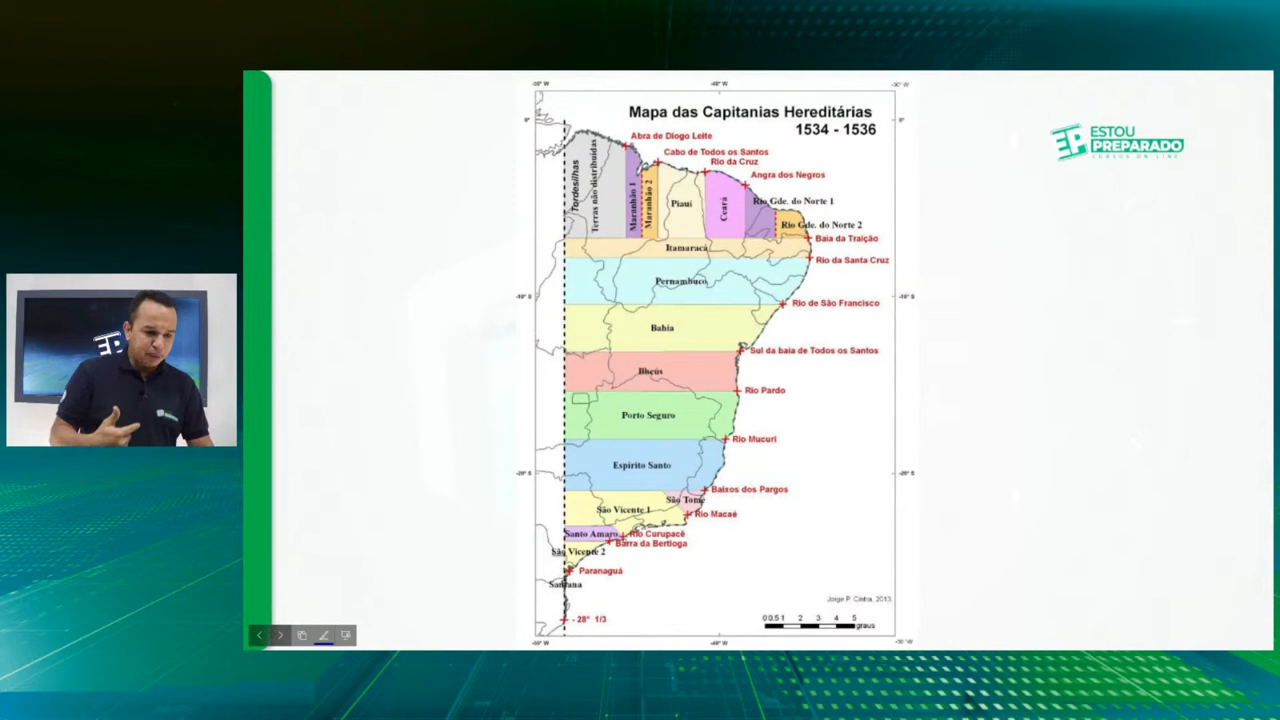 Mapa das Capitanias Hereditárias
1534 - 1536
ESTOU
PREPARADO
CURSOS ON-LINE
EP
Abra de Diogo Leite
Cabo de Todos os Santos
Rio da Cruz
Angra dos Negros
Tordesilhas
Terras não distribuídas
Maranhão 1
Maranhão 2
Piauí
Ceará
Rio Gde. do Norte 1
Rio Gde. do Norte 2
Baía da Traição
Itamaracá
Rio da Santa Cruz
Pernambuco
Rio de São Francisco
Bahia
Sul da baia de Todos os Santos
Ilhéus
Rio Pardo
Porto Seguro
Rio Mucuri
Espírito Santo
Baixos dos Pargos
São Tomé
São Vicente 1
Rio Macaé
Santo Amaro
Rio Curupacê
Barra da Bertioga
São Vicente 2
Paranaguá
Santana
- 28° 1/3
Jorge P. Cintra, 2013.
0 0.5 1 2 3 4 5
graus
0°
0°